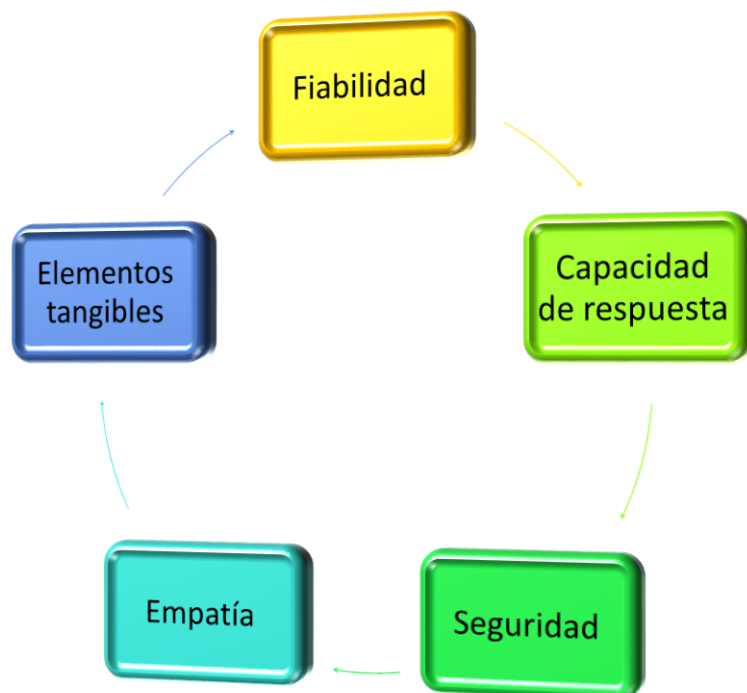 Fiabilidad
Capacidad
de respuesta
Seguridad
Empatía
Elementos
tangibles